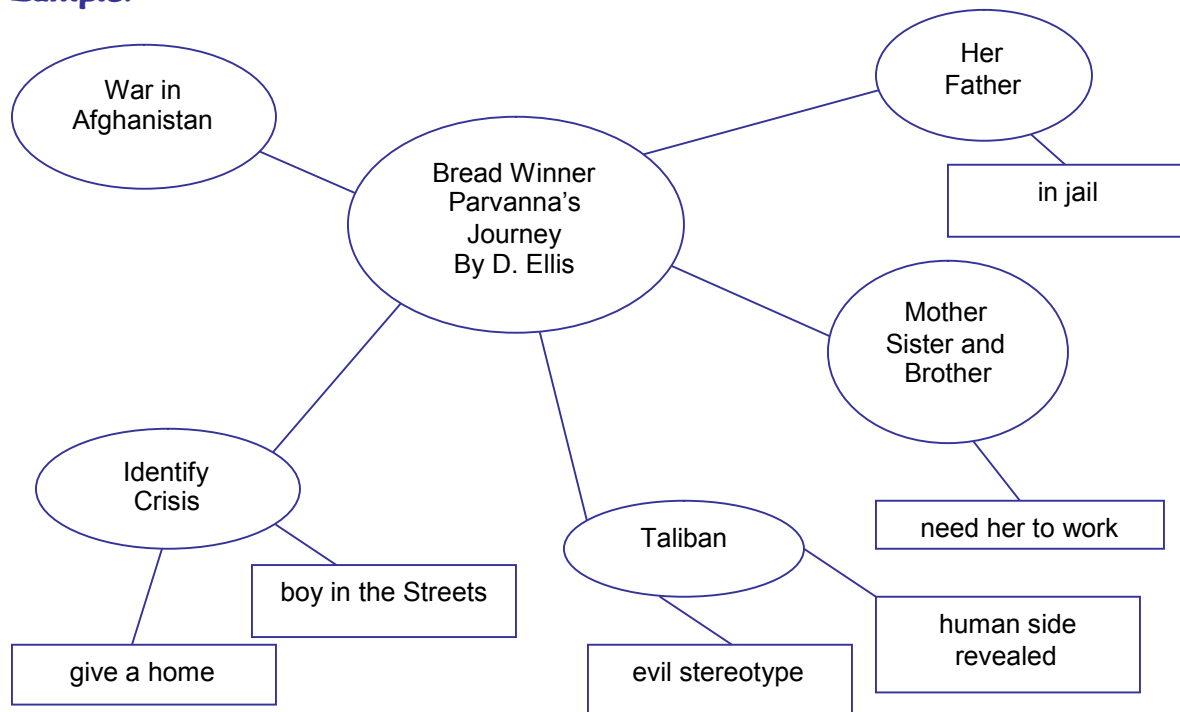 War in
Afghanistan
Her
Father
Bread Winner
Parvanna's
Journey
By D. Ellis
in jail
Mother
Sister and
Brother
Identify
Crisis
Taliban
need her to work
boy in the Streets
human side
revealed
give a home
evil stereotype